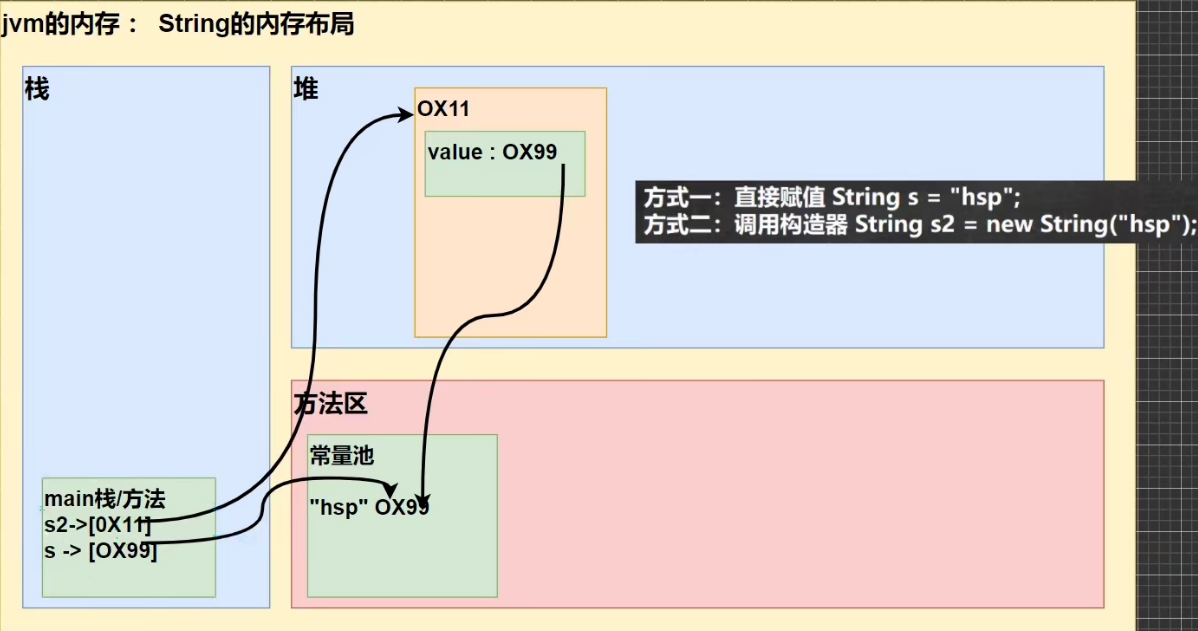 jvm的内存： String的内存布局
栈
堆
OX11
value : OX99
方式一：直接赋值 String s = "hsp";
方式二：调用构造器 String s2 = new String("hsp");
方法区
常量池
"hsp" OX99
main栈/方法
s2->[0X11]
s -> [OX99]